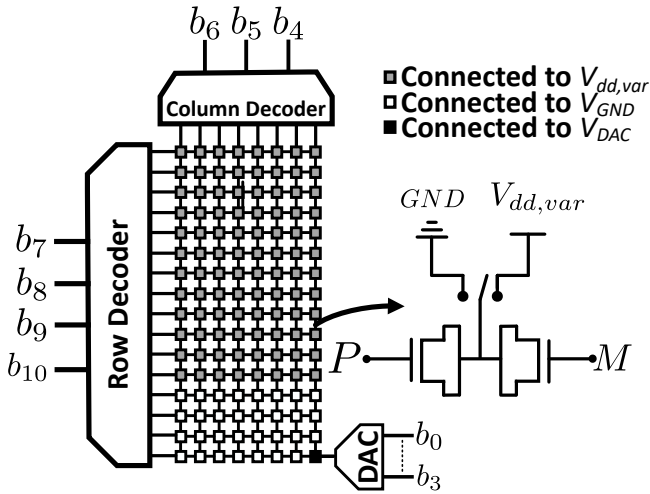 b6 b5 b4
Column Decoder
Connected to Vdd,var
Connected to VGND
Connected to VDAC
Row Decoder
b7
b8
b9
b10
GND Vdd,var
P M
DAC
b0
b3